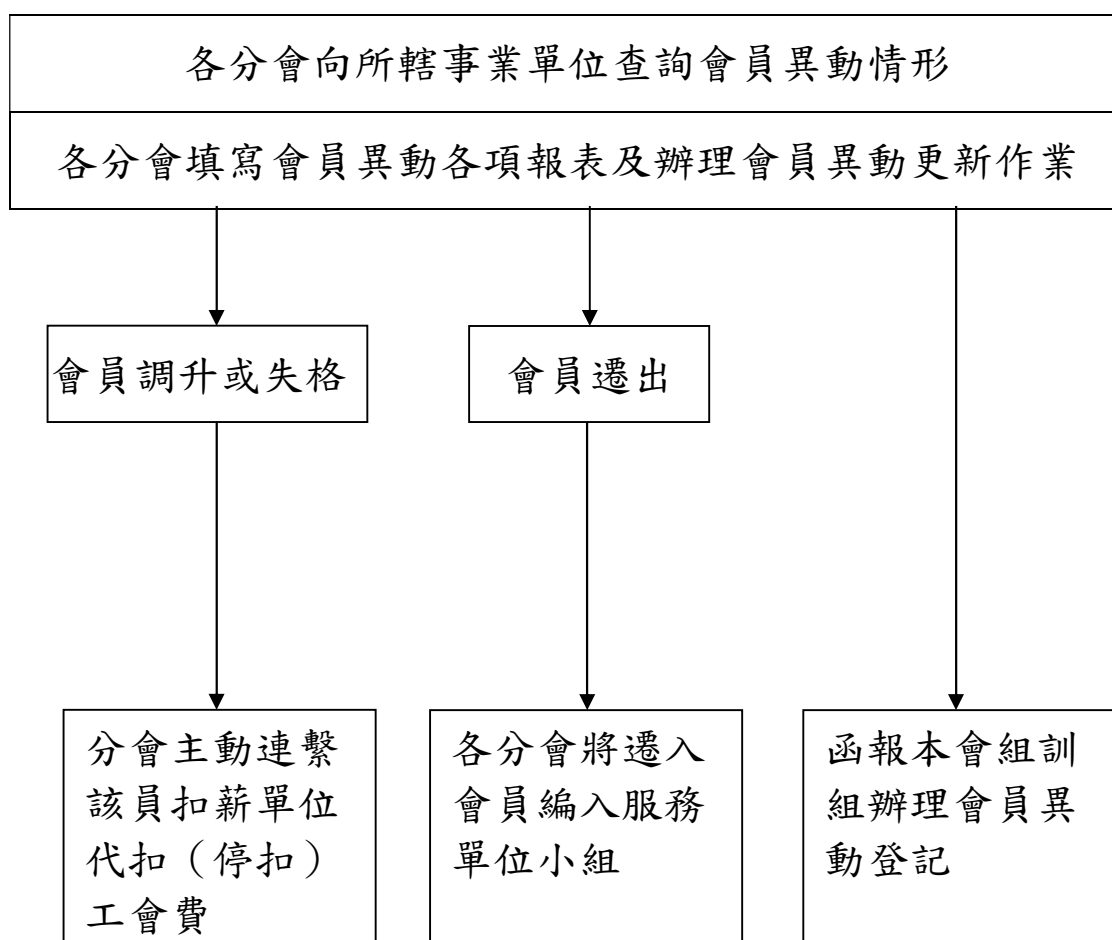 各分會向所轄事業單位查詢會員異動情形
各分會填寫會員異動各項報表及辦理會員異動更新作業
會員調升或失格
會員遷出
分會主動連繫
該員扣薪單位
代扣（停扣）
工會費
各分會將遷入
會員編入服務
單位小組
函報本會組訓
組辦理會員異
動登記